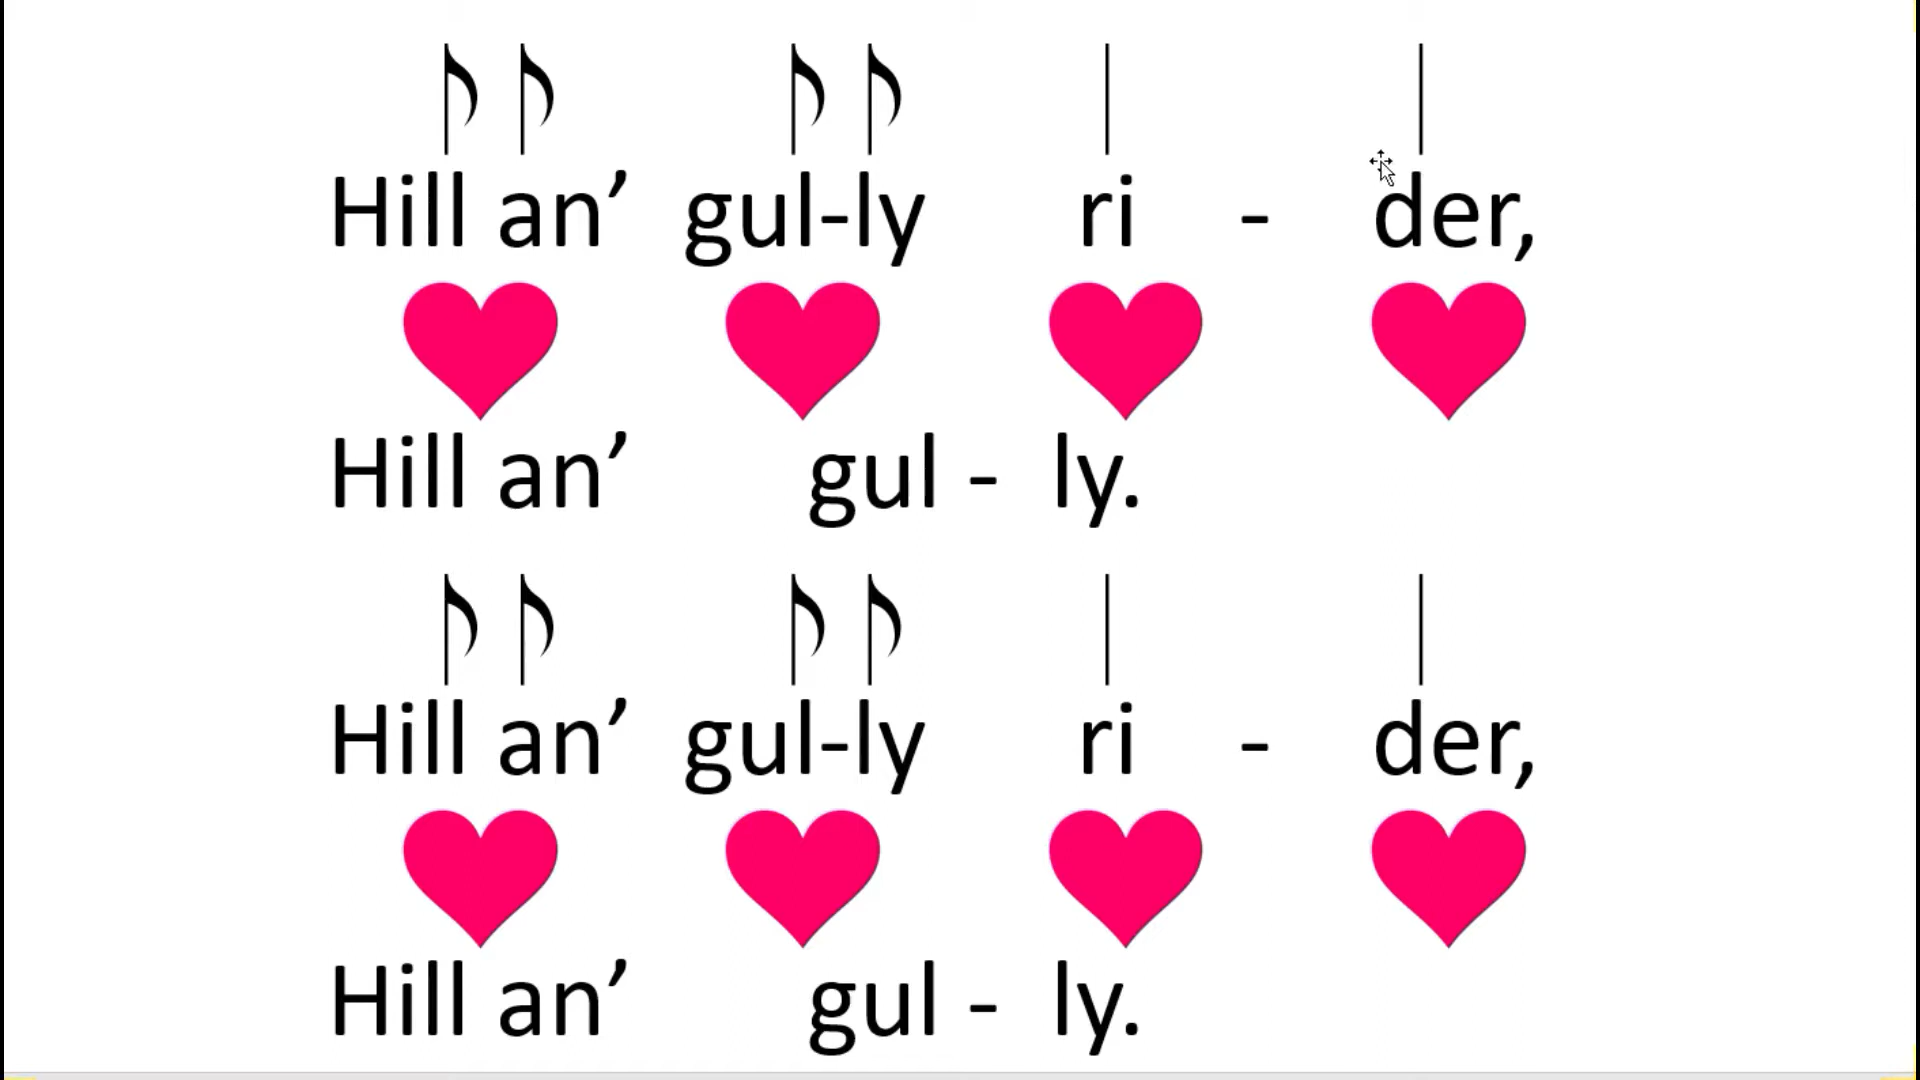 Hill an’ gul-ly ri - der,
Hill an’ gul - ly.
Hill an’ gul-ly ri - der,
Hill an’ gul - ly.